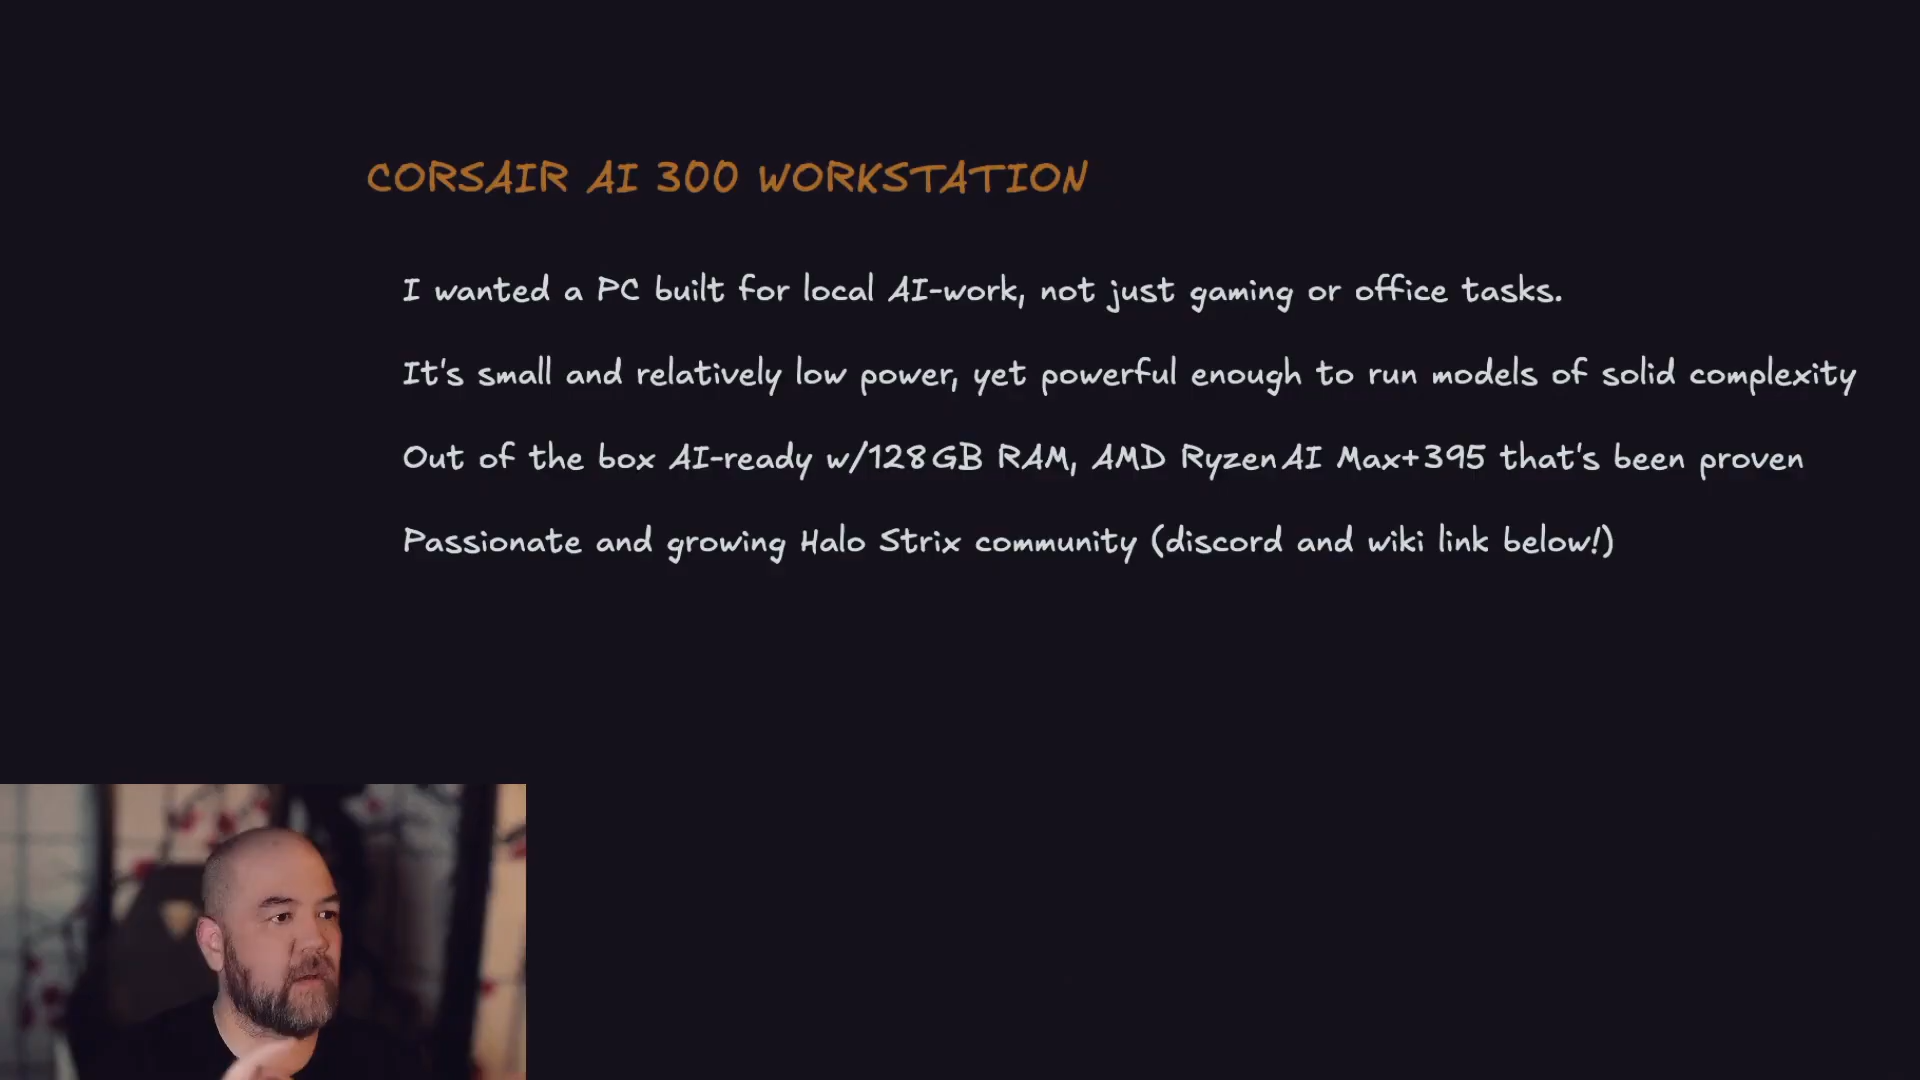 CORSAIR AI 300 WORKSTATION
I wanted a PC built for local AI-work, not just gaming or office tasks.
It's small and relatively low power, yet powerful enough to run models of solid complexity
Out of the box AI-ready w/128GB RAM, AMD RyzenAI Max+395 that's been proven
Passionate and growing Halo Strix community (discord and wiki link below!)